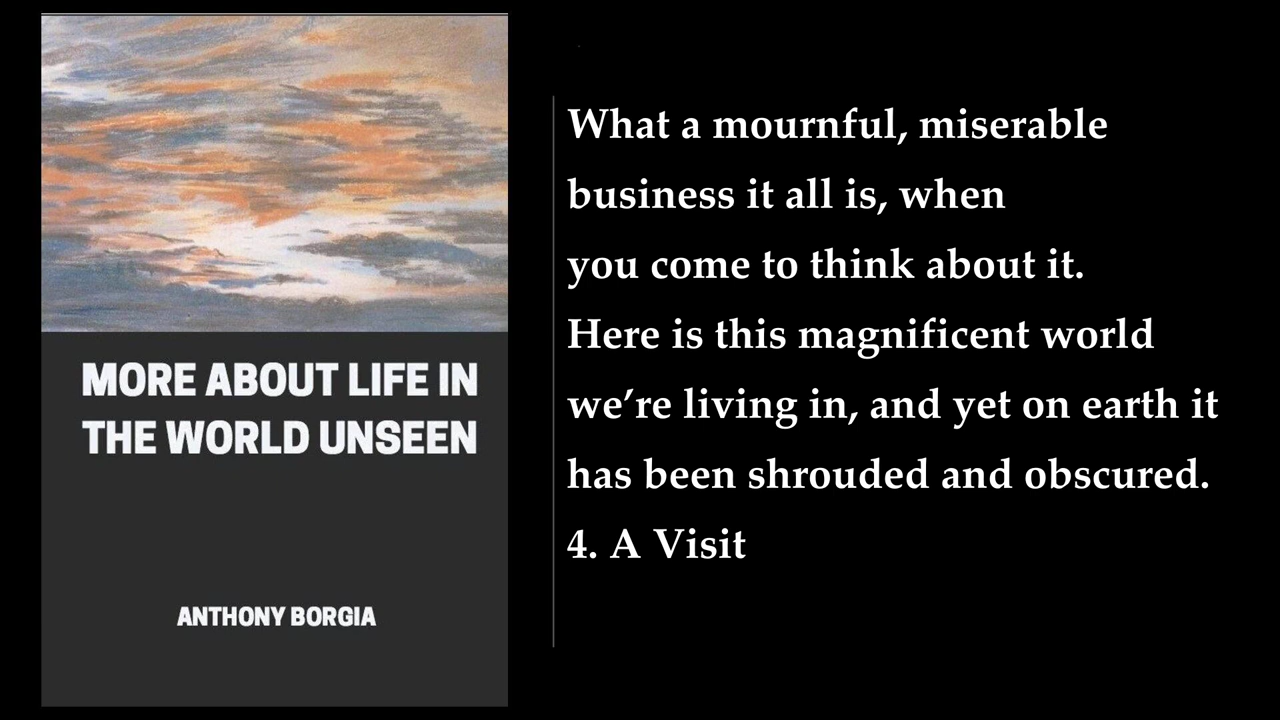 MORE ABOUT LIFE IN
THE WORLD UNSEEN
ANTHONY BORGIA
What a mournful, miserable
business it all is, when
you come to think about it.
Here is this magnificent world
we’re living in, and yet on earth it
has been shrouded and obscured.
4. A Visit